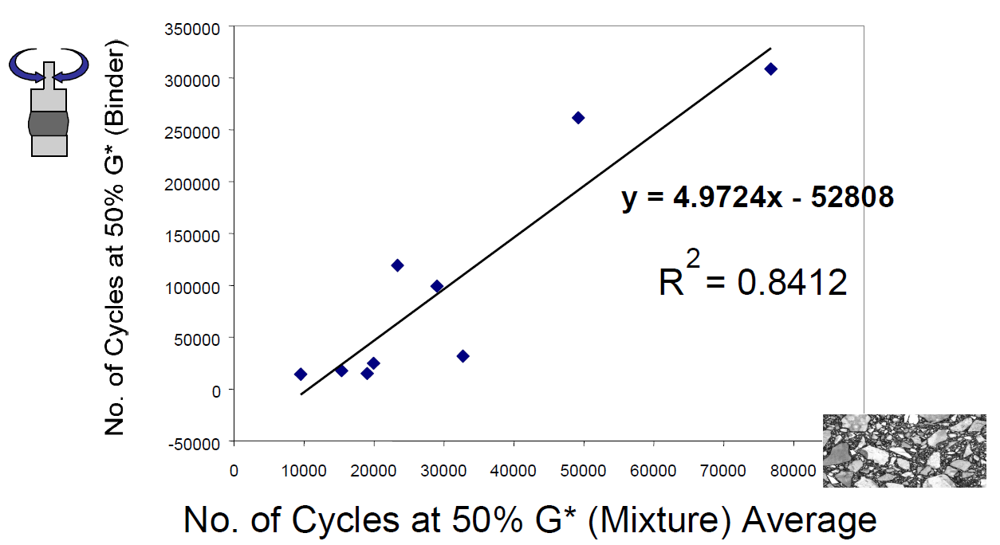 No. of Cycles at 50% G* (Binder)
350000
300000
250000
200000
150000
100000
50000
0
-50000
y = 4.9724x - 52808
R2 = 0.8412
0 10000 20000 30000 40000 50000 60000 70000 80000
No. of Cycles at 50% G* (Mixture) Average